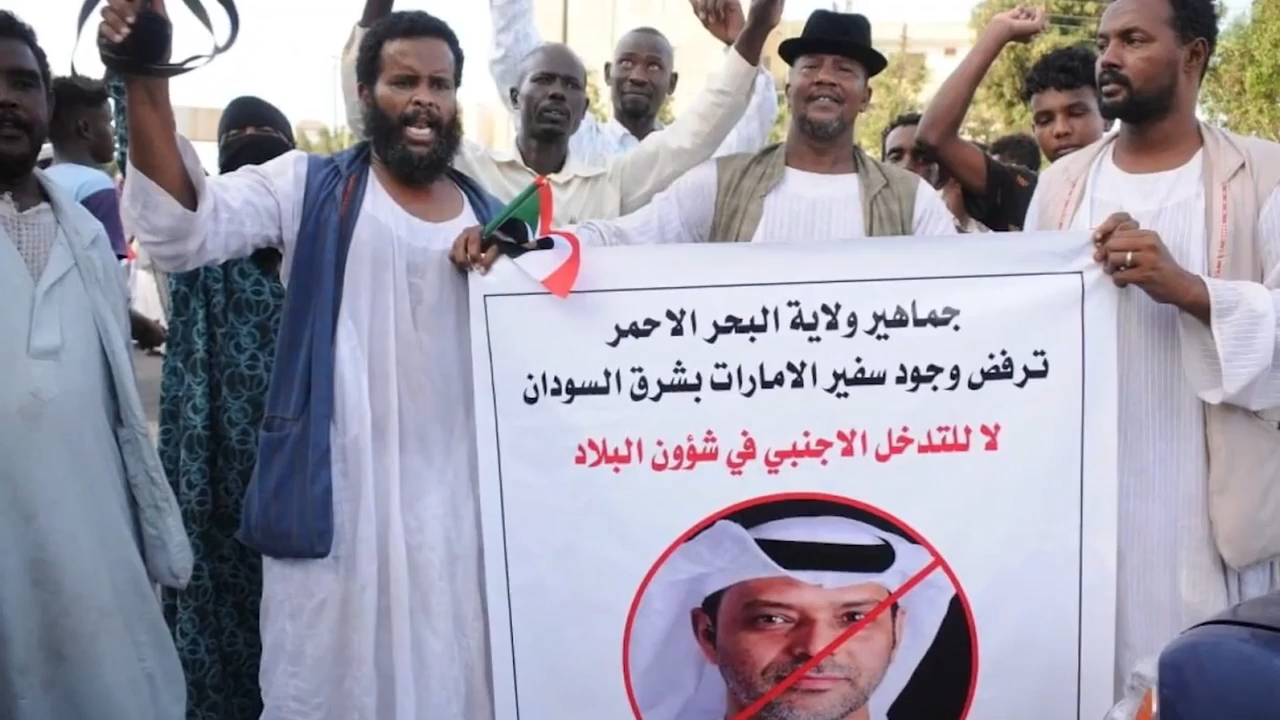 جماهير ولاية البحر الاحمر
ترفض وجود سفير الامارات بشرق السودان
لا للتدخل الاجنبي في شؤون البلاد